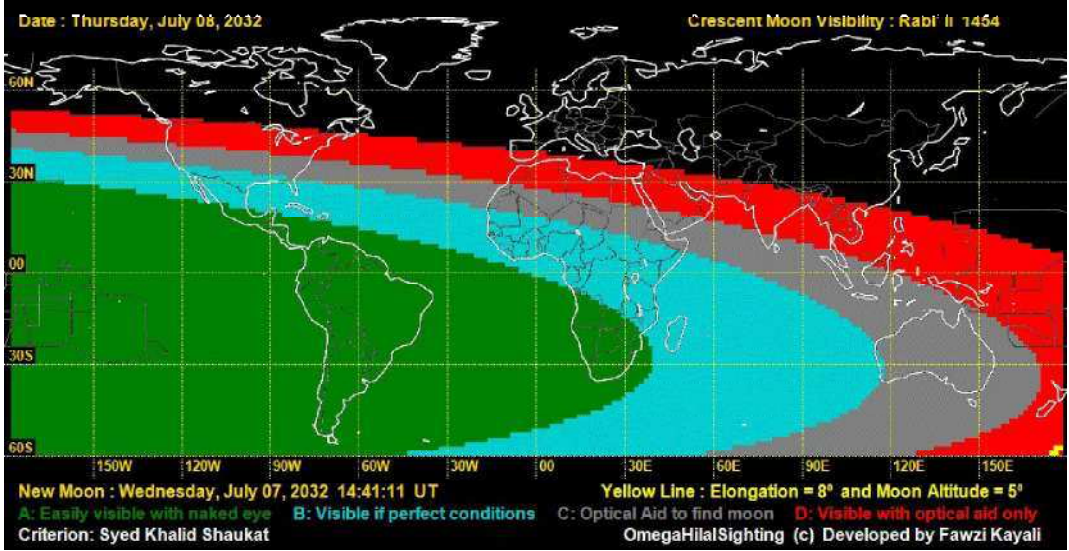 Date : Thursday, July 08, 2032 Crescent Moon Visibility : Rabi' II 1454
60N
30N
00
30S
60S
150W 120W 90W 60W 30W 00 30E 60E 90E 120E 150E
New Moon : Wednesday, July 07, 2032 14:41:11 UT Yellow Line : Elongation = 8º and Moon Altitude = 5º
A: Easily visible with naked eye B: Visible if perfect conditions C: Optical Aid to find moon D: Visible with optical aid only
Criterion: Syed Khalid Shaukat OmegaHilalSighting (c) Developed by Fawzi Kayali